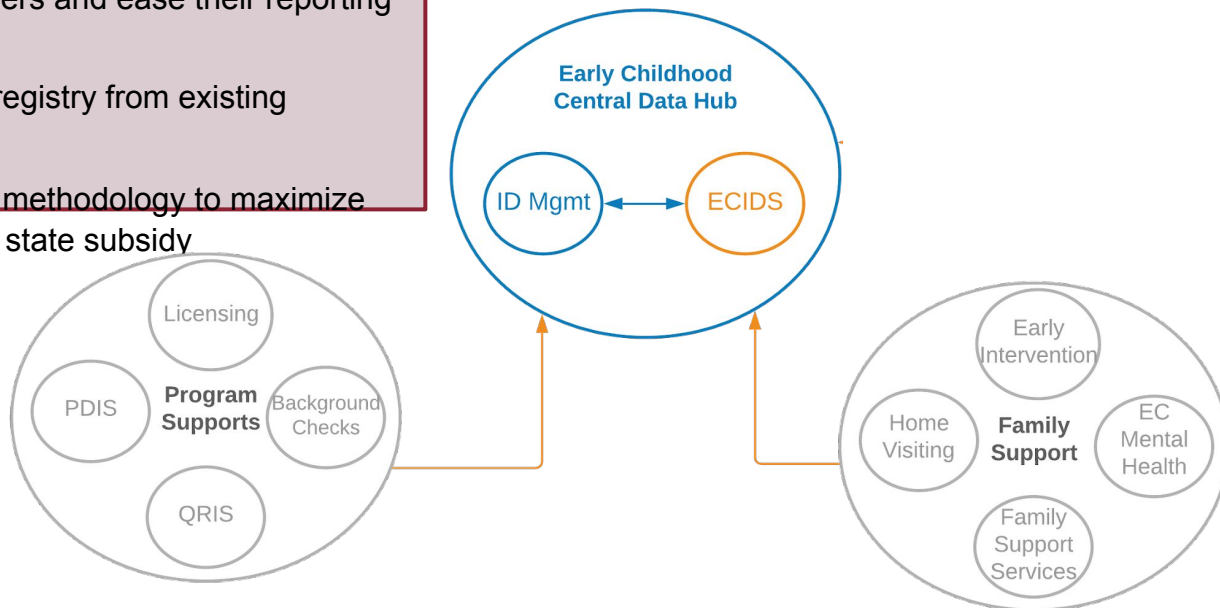 ers and ease their reporting
registry from existing
methodology to maximize
state subsidy
Early Childhood
Central Data Hub
ID Mgmt
ECIDS
Licensing
PDIS
Program
Supports
Background
Checks
QRIS
Early
Intervention
Home
Visiting
Family
Support
EC
Mental
Health
Family
Support
Services